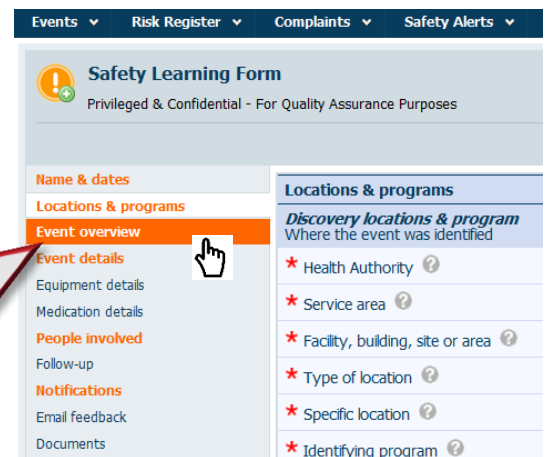 Events Risk Register Complaints Safety Alerts
Safety Learning Form
Privileged & Confidential - For Quality Assurance Purposes
Name & dates
Locations & programs
Event overview
Event details
Equipment details
Medication details
People involved
Follow-up
Notifications
Email feedback
Documents
Locations & programs
Discovery locations & program
Where the event was identified
* Health Authority ?
* Service area ?
* Facility, building, site or area ?
* Type of location ?
* Specific location ?
* Identifying program ?